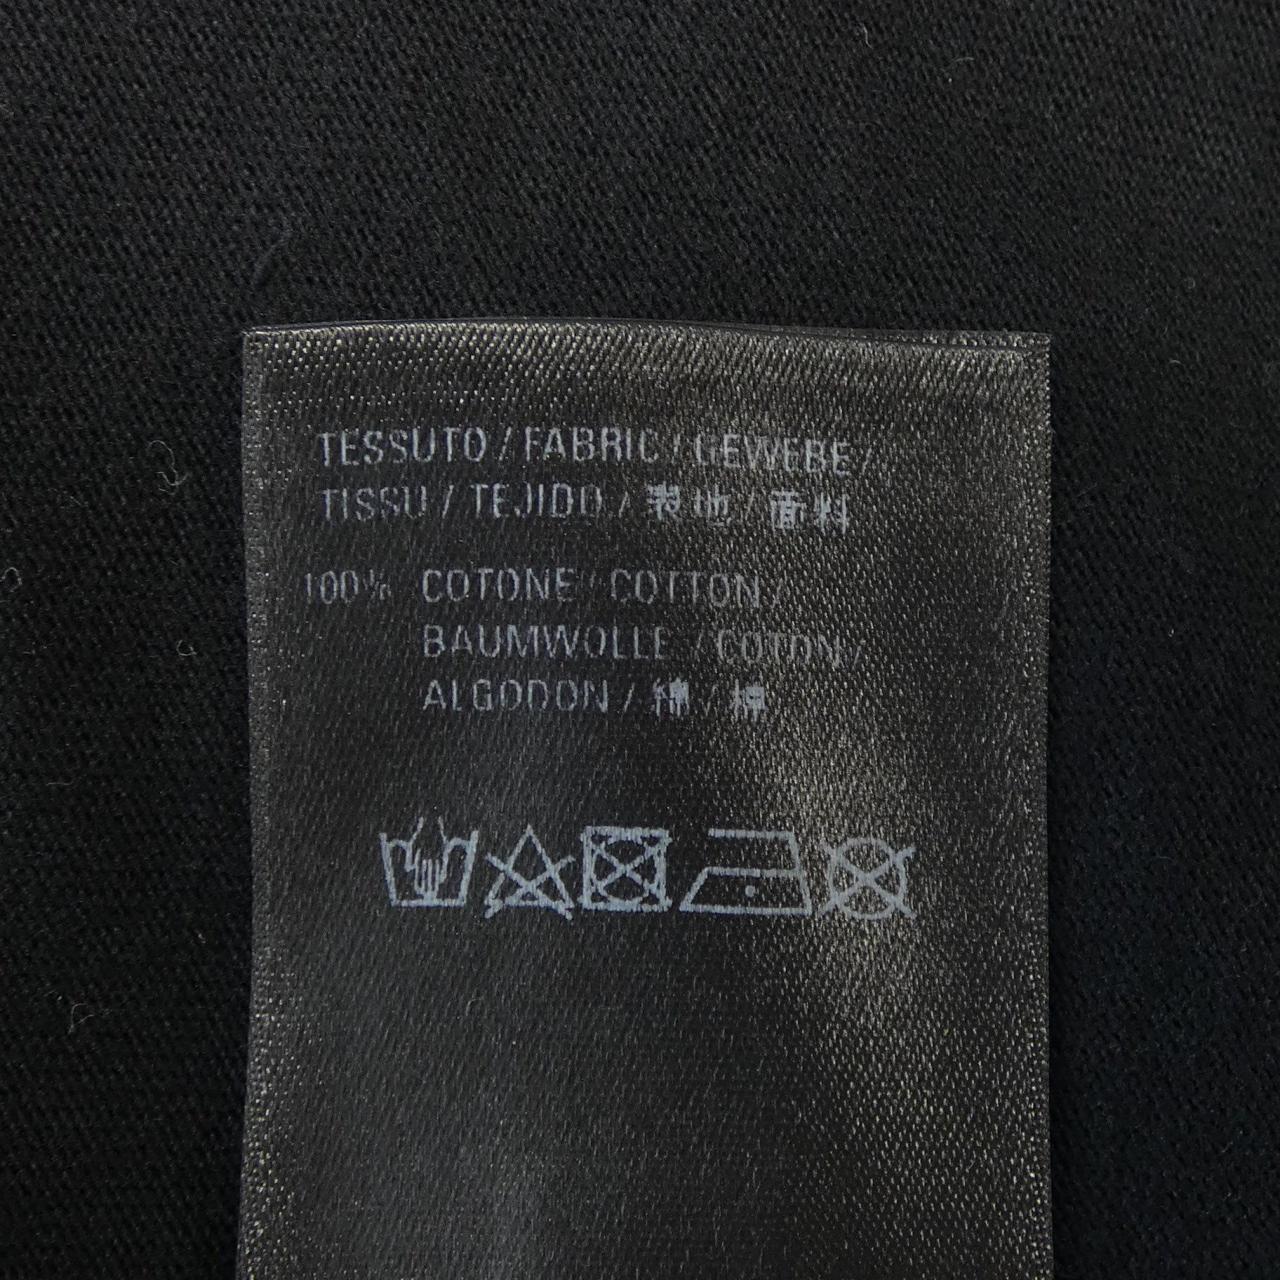 TESSUTO / FABRIC / GEWEBE /
TISSU / TEJIDO / 表地 / 面料
100% COTONE / COTTON /
BAUMWOLLE / COTON /
ALGODON / 綿 / 棉